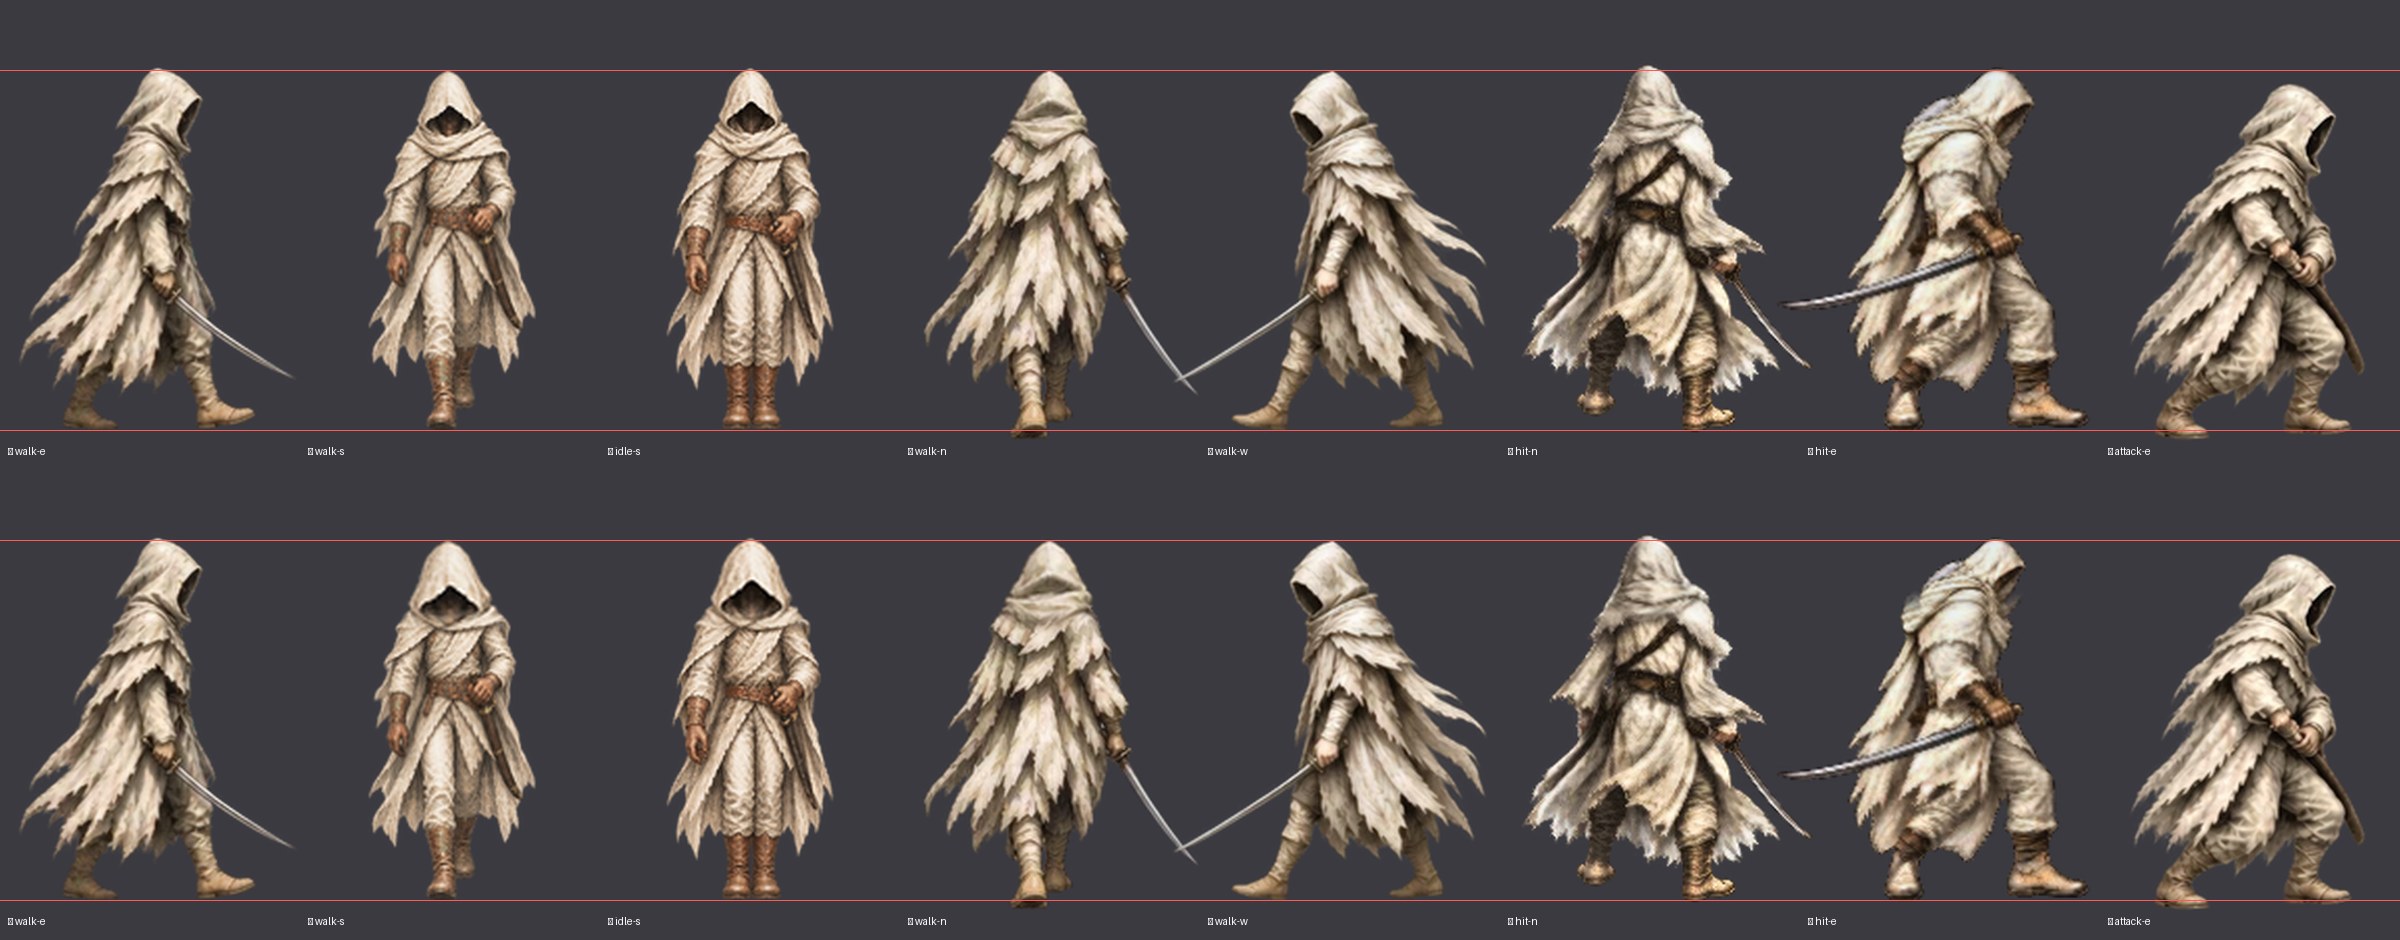 walk-e
walk-s
idle-s
walk-n
walk-w
hit-n
hit-e
attack-e
walk-e
walk-s
idle-s
walk-n
walk-w
hit-n
hit-e
attack-e